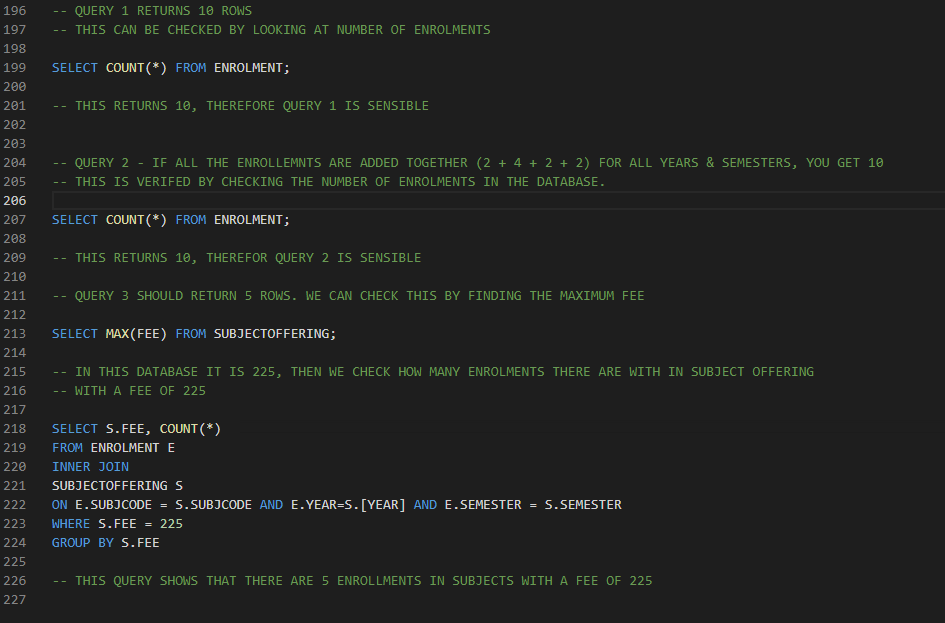 196 -- QUERY 1 RETURNS 10 ROWS
197 -- THIS CAN BE CHECKED BY LOOKING AT NUMBER OF ENROLMENTS
198
199 SELECT COUNT(*) FROM ENROLMENT;
200
201 -- THIS RETURNS 10, THEREFORE QUERY 1 IS SENSIBLE
202
203
204 -- QUERY 2 - IF ALL THE ENROLLEMNTS ARE ADDED TOGETHER (2 + 4 + 2 + 2) FOR ALL YEARS & SEMESTERS, YOU GET 10
205 -- THIS IS VERIFED BY CHECKING THE NUMBER OF ENROLMENTS IN THE DATABASE.
206
207 SELECT COUNT(*) FROM ENROLMENT;
208
209 -- THIS RETURNS 10, THEREFOR QUERY 2 IS SENSIBLE
210
211 -- QUERY 3 SHOULD RETURN 5 ROWS. WE CAN CHECK THIS BY FINDING THE MAXIMUM FEE
212
213 SELECT MAX(FEE) FROM SUBJECTOFFERING;
214
215 -- IN THIS DATABASE IT IS 225, THEN WE CHECK HOW MANY ENROLMENTS THERE ARE WITH IN SUBJECT OFFERING
216 -- WITH A FEE OF 225
217
218 SELECT S.FEE, COUNT(*)
219 FROM ENROLMENT E
220 INNER JOIN
221 SUBJECTOFFERING S
222 ON E.SUBJCODE = S.SUBJCODE AND E.YEAR=S.[YEAR] AND E.SEMESTER = S.SEMESTER
223 WHERE S.FEE = 225
224 GROUP BY S.FEE
225
226 -- THIS QUERY SHOWS THAT THERE ARE 5 ENROLLMENTS IN SUBJECTS WITH A FEE OF 225
227